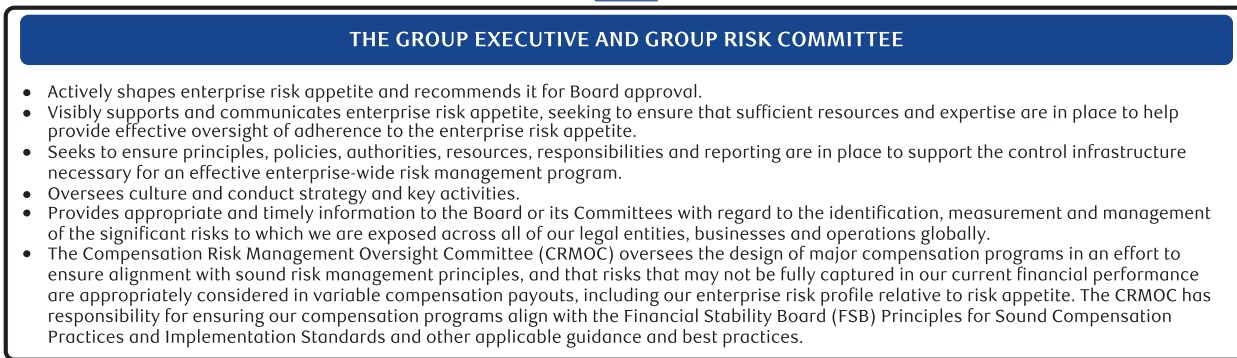 THE GROUP EXECUTIVE AND GROUP RISK COMMITTEE
● Actively shapes enterprise risk appetite and recommends it for Board approval.
● Visibly supports and communicates enterprise risk appetite, seeking to ensure that sufficient resources and expertise are in place to help
provide effective oversight of adherence to the enterprise risk appetite.
● Seeks to ensure principles, policies, authorities, resources, responsibilities and reporting are in place to support the control infrastructure
necessary for an effective enterprise-wide risk management program.
● Oversees culture and conduct strategy and key activities.
● Provides appropriate and timely information to the Board or its Committees with regard to the identification, measurement and management
of the significant risks to which we are exposed across all of our legal entities, businesses and operations globally.
● The Compensation Risk Management Oversight Committee (CRMOC) oversees the design of major compensation programs in an effort to
ensure alignment with sound risk management principles, and that risks that may not be fully captured in our current financial performance
are appropriately considered in variable compensation payouts, including our enterprise risk profile relative to risk appetite. The CRMOC has
responsibility for ensuring our compensation programs align with the Financial Stability Board (FSB) Principles for Sound Compensation
Practices and Implementation Standards and other applicable guidance and best practices.